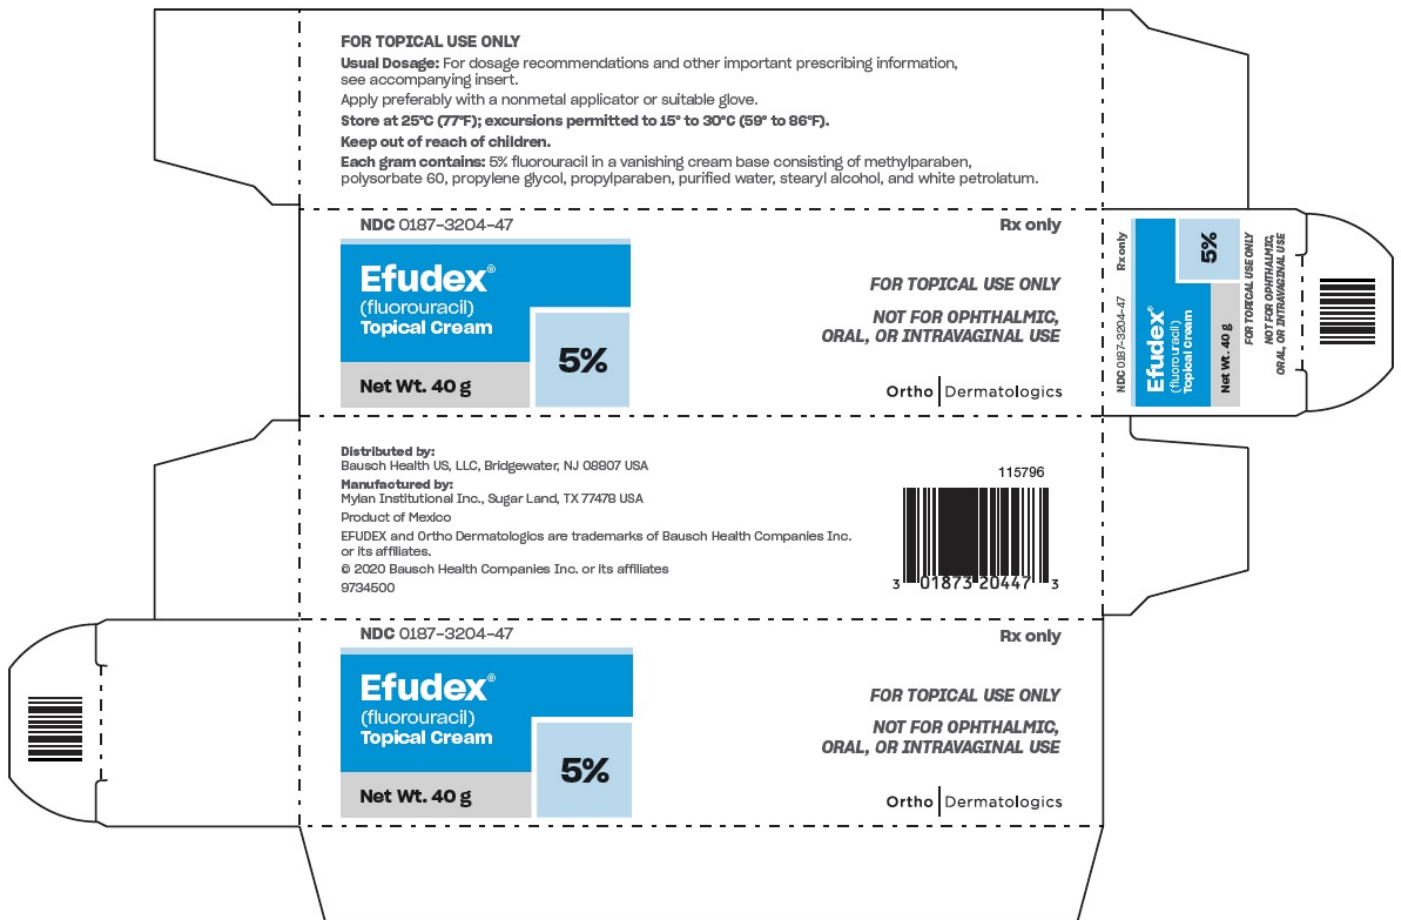 FOR TOPICAL USE ONLY
Usual Dosage: For dosage recommendations and other important prescribing information,
see accompanying insert.
Apply preferably with a nonmetal applicator or suitable glove.
Store at 25°C (77°F); excursions permitted to 15° to 30°C (59° to 86°F).
Keep out of reach of children.
Each gram contains: 5% fluorouracil in a vanishing cream base consisting of methylparaben,
polysorbate 60, propylene glycol, propylparaben, purified water, stearyl alcohol, and white petrolatum.
NDC 0187-3204-47
Rx only
Efudex®
(fluorouracil)
Topical Cream
5%
Net Wt. 40 g
FOR TOPICAL USE ONLY
NOT FOR OPHTHALMIC,
ORAL, OR INTRAVAGINAL USE
Ortho | Dermatologics
NDC 0187-3204-47 Rx only
Efudex®
(fluorouracil)
Topical Cream
5%
Net Wt. 40 g
FOR TOPICAL USE ONLY
NOT FOR OPHTHALMIC,
ORAL, OR INTRAVAGINAL USE
Distributed by:
Bausch Health US, LLC, Bridgewater, NJ 08807 USA
Manufactured by:
Mylan Institutional Inc., Sugar Land, TX 77478 USA
Product of Mexico
EFUDEX and Ortho Dermatologics are trademarks of Bausch Health Companies Inc.
or its affiliates.
© 2020 Bausch Health Companies Inc. or its affiliates
9734500
115796
3 01873 20447 3
NDC 0187-3204-47
Rx only
Efudex®
(fluorouracil)
Topical Cream
5%
Net Wt. 40 g
FOR TOPICAL USE ONLY
NOT FOR OPHTHALMIC,
ORAL, OR INTRAVAGINAL USE
Ortho | Dermatologics